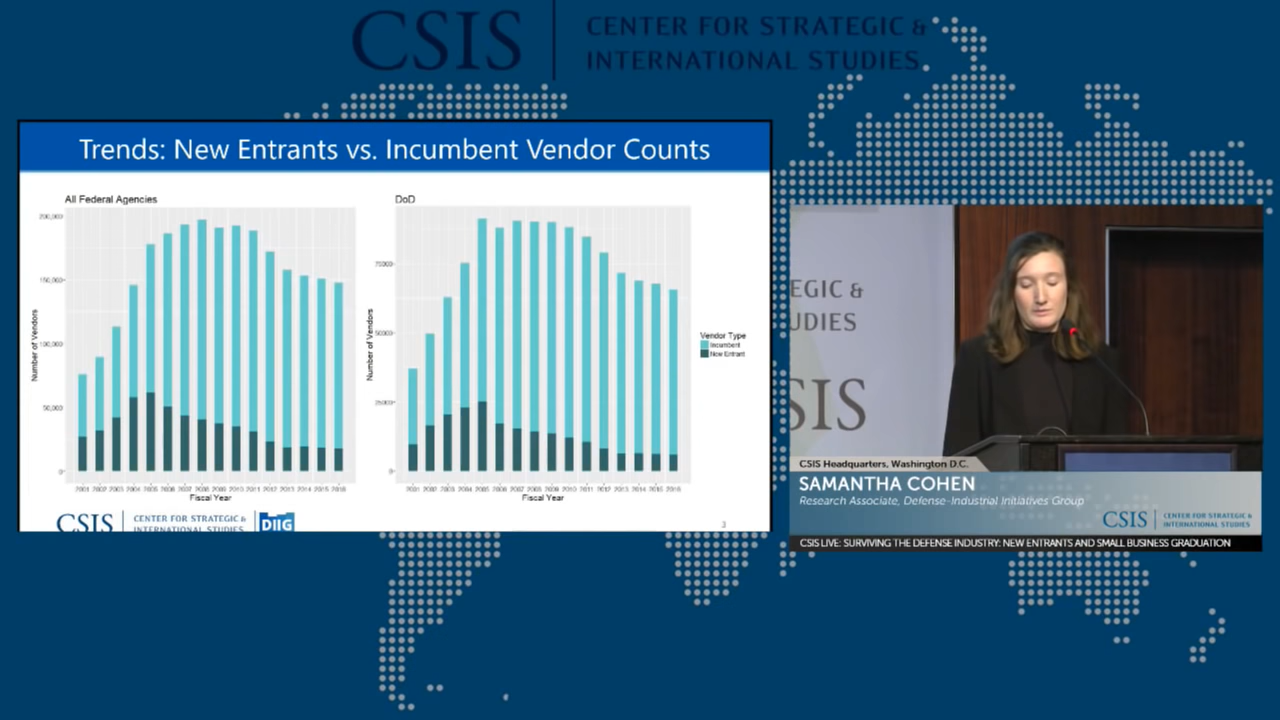 CSIS
CENTER FOR STRATEGIC &
INTERNATIONAL STUDIES
Trends: New Entrants vs. Incumbent Vendor Counts
All Federal Agencies
200,000
150,000
100,000
50,000
0
Number of Vendors
2001 2002 2003 2004 2005 2006 2007 2008 2009 2010 2011 2012 2013 2014 2015 2016
Fiscal Year
DoD
75000
50000
25000
0
Number of Vendors
2001 2002 2003 2004 2005 2006 2007 2008 2009 2010 2011 2012 2013 2014 2015 2016
Fiscal Year
Vendor Type
Incumbent
New Entrant
CSIS
CENTER FOR STRATEGIC &
INTERNATIONAL STUDIES
DIIG
3
EGIC &
UDIES
SIS
CSIS Headquarters, Washington D.C.
SAMANTHA COHEN
Research Associate, Defense-Industrial Initiatives Group
CSIS
CENTER FOR STRATEGIC &
INTERNATIONAL STUDIES
CSIS LIVE: SURVIVING THE DEFENSE INDUSTRY: NEW ENTRANTS AND SMALL BUSINESS GRADUATION